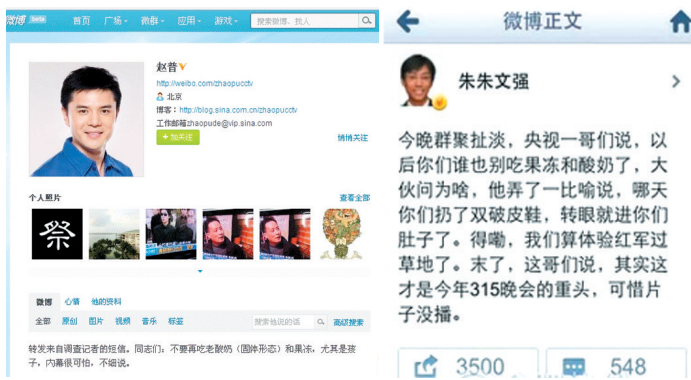 微博 beta 首页 广场 微群 应用 游戏 搜索微博、找人
赵普
http://weibo.com/zhaopucctv
北京
博客：http://blog.sina.com.cn/zhaopucctv
工作邮箱zhaopude@vip.sina.com
+加关注 悄悄关注
个人照片 查看全部
祭
微博 心情 他的资料
全部 原创 图片 视频 音乐 标签 搜索他说的话 高级搜索
转发来自调查记者的短信。同志们：不要再吃老酸奶（固体形态）和果冻，尤其是孩
子，内幕很可怕，不细说。
微博正文
朱朱文强
今晚群聚扯淡，央视一哥们说，以
后你们谁也别吃果冻和酸奶了，大
伙问为啥，他弄了一比喻说，哪天
你们扔了双破皮鞋，转眼就进你们
肚子了。得嘞，我们算体验红军过
草地了。末了，这哥们说，其实这
才是今年315晚会的重头，可惜片
子没播。
3500 548